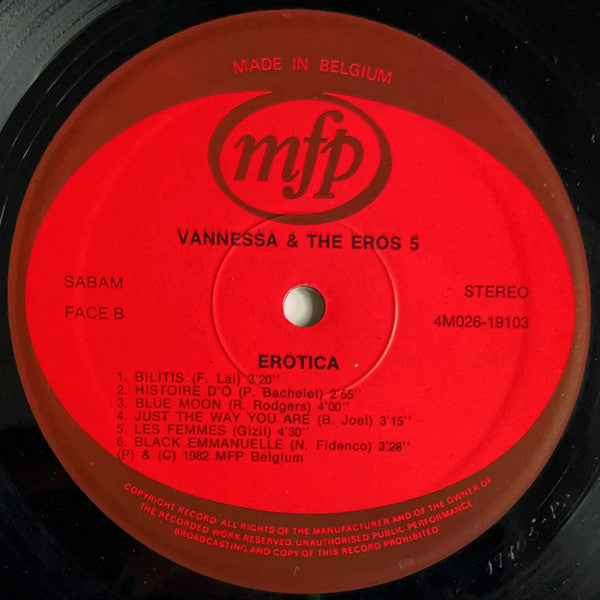 MADE IN BELGIUM
mfp
VANNESSA & THE EROS 5
SABAM
STEREO
FACE B
4M026-19103
EROTICA
1. BILITIS (F. Lai) 3'20''
2. HISTOIRE D'O (P. Bachelet) 2'55''
3. BLUE MOON (R. Rodgers) 4'00''
4. JUST THE WAY YOU ARE (B. Joel) 3'15''
5. LES FEMMES (Gizil) 4'30''
6. BLACK EMMANUELLE (N. Fidenco) 3'28''
(P) & (C) 1982 MFP Belgium
COPYRIGHT RECORD. ALL RIGHTS OF THE MANUFACTURER AND OF THE OWNER OF
THE RECORDED WORK RESERVED. UNAUTHORISED PUBLIC PERFORMANCE
BROADCASTING AND COPY OF THIS RECORD PROHIBITED